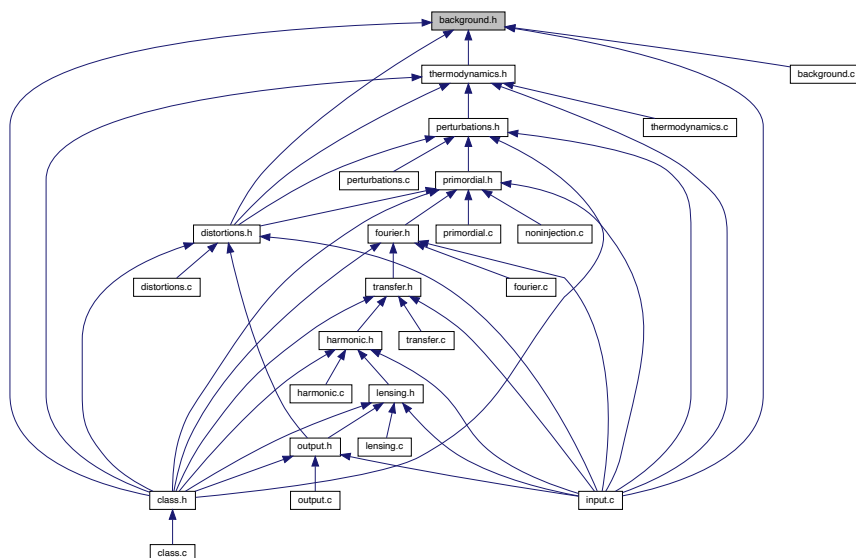 background.h
thermodynamics.h
background.c
perturbations.h
thermodynamics.c
perturbations.c
primordial.h
distortions.h
fourier.h
primordial.c
noninjection.c
distortions.c
transfer.h
fourier.c
harmonic.h
transfer.c
harmonic.c
lensing.h
output.h
lensing.c
class.h
output.c
input.c
class.c